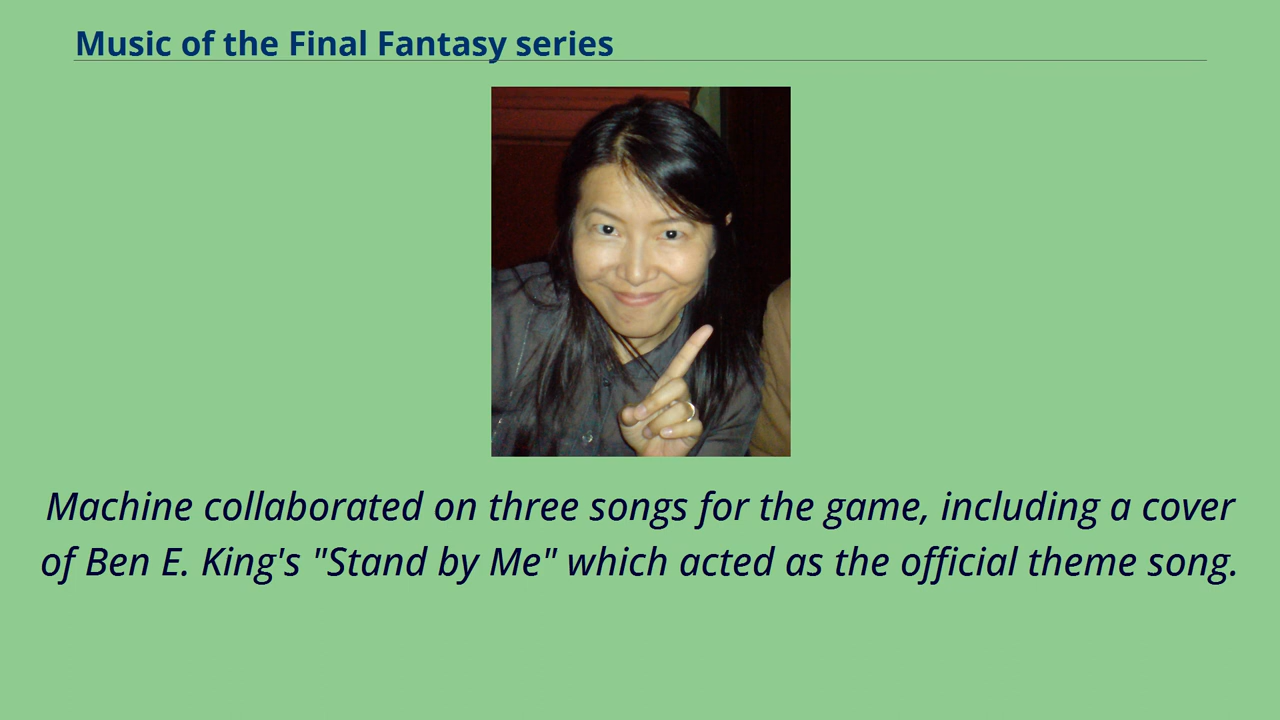 Music of the Final Fantasy series
Machine collaborated on three songs for the game, including a cover
of Ben E. King's "Stand by Me" which acted as the official theme song.